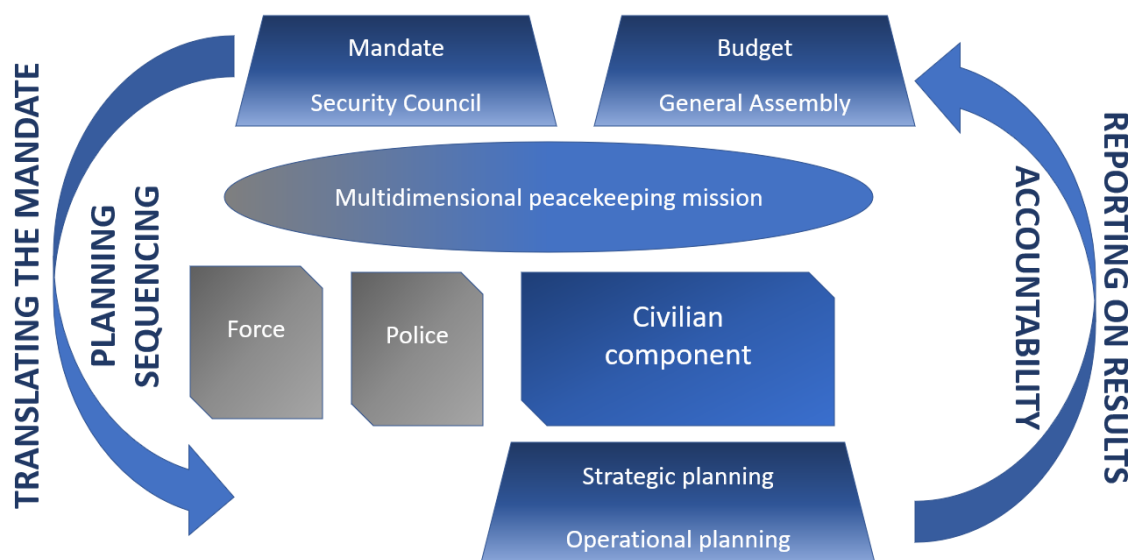 TRANSLATING THE MANDATE
PLANNING
SEQUENCING
Mandate
Security Council
Budget
General Assembly
Multidimensional peacekeeping mission
Force
Police
Civilian
component
Strategic planning
Operational planning
ACCOUNTABILITY
REPORTING ON RESULTS